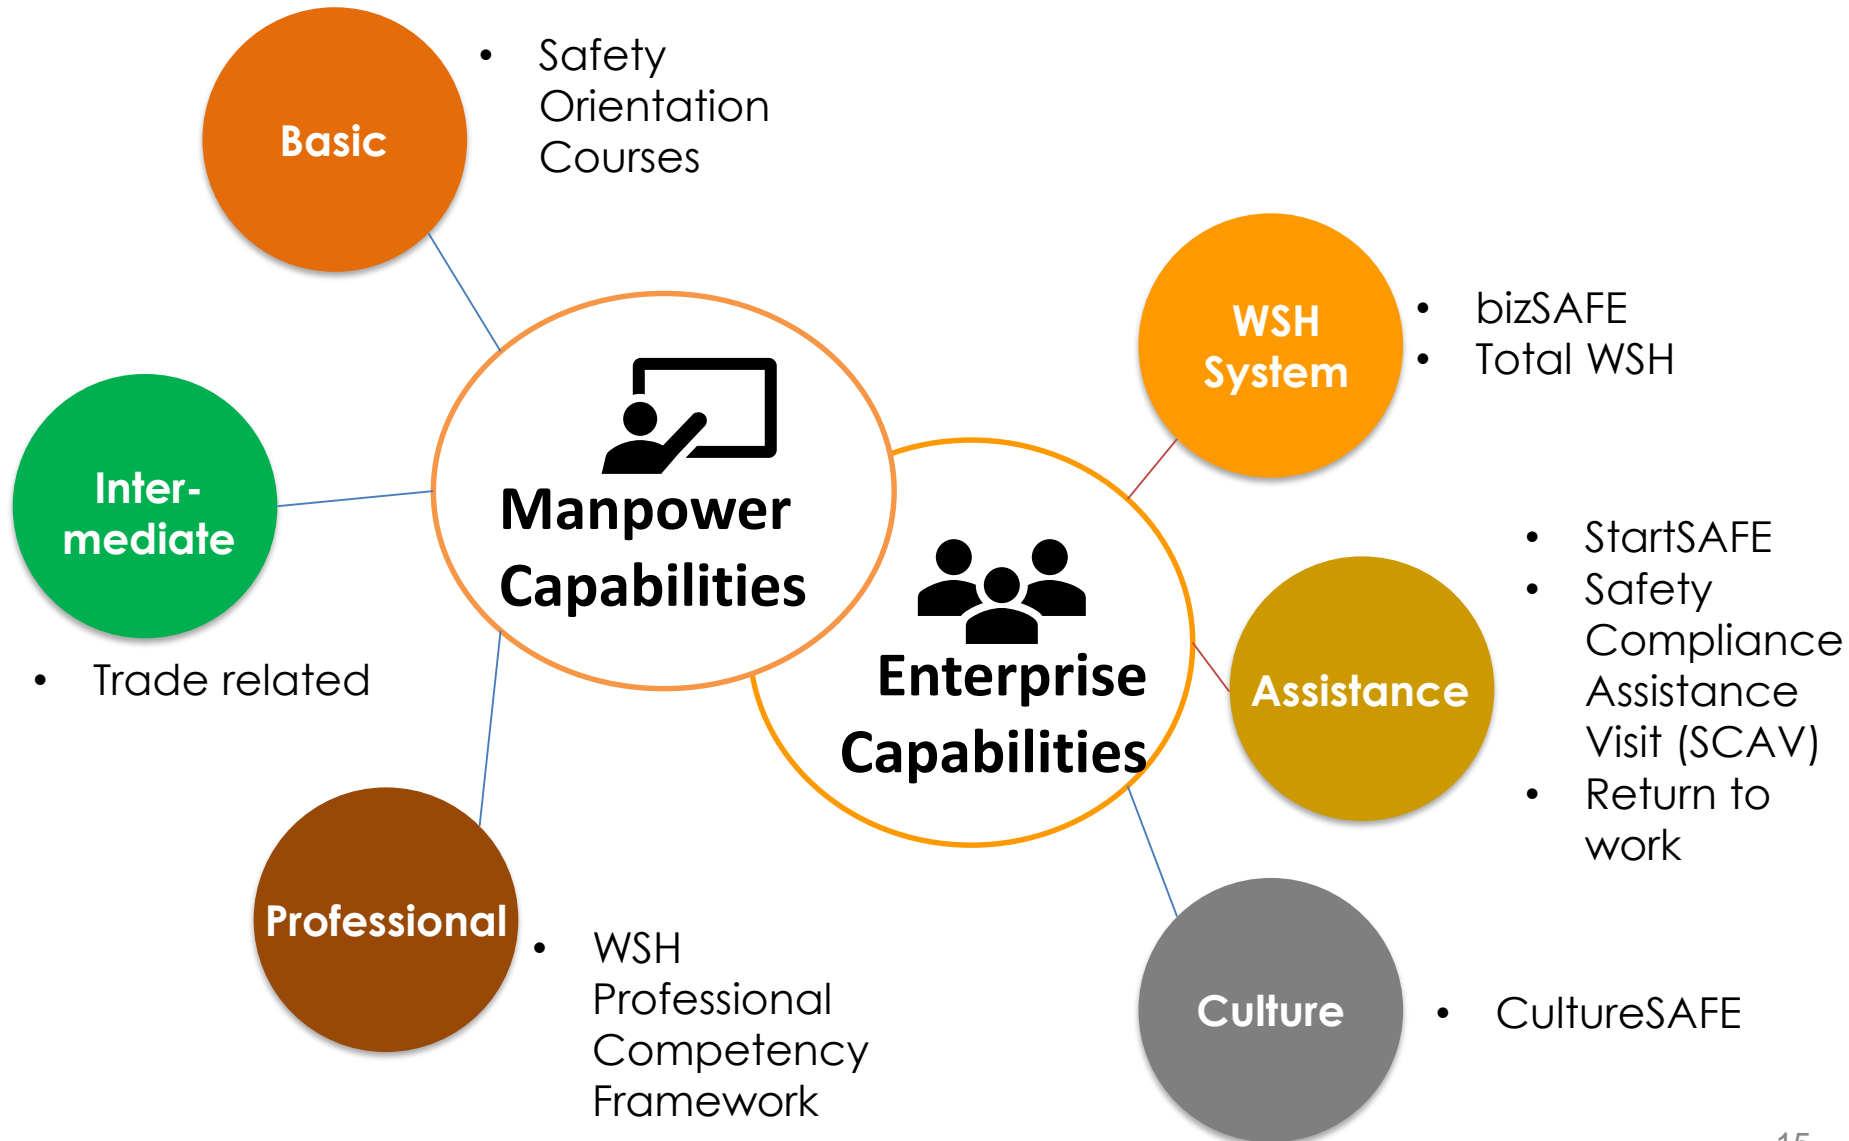 Basic
• Safety
Orientation
Courses
Inter-
mediate
• Trade related
Professional
• WSH
Professional
Competency
Framework
Manpower
Capabilities
Enterprise
Capabilities
WSH
System
• bizSAFE
• Total WSH
Assistance
• StartSAFE
• Safety
Compliance
Assistance
Visit (SCAV)
• Return to
work
Culture
• CultureSAFE
15